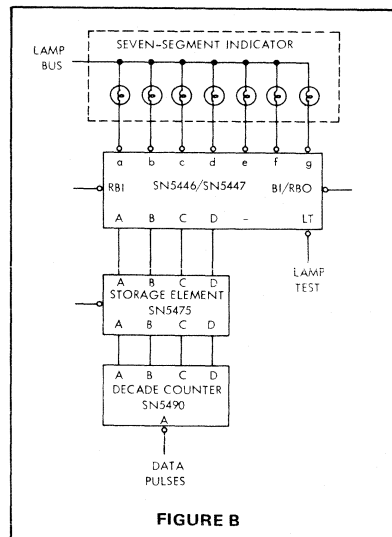 SEVEN-SEGMENT INDICATOR
LAMP
BUS
a b c d e f g
RBI SN5446/SN5447 BI/RBO
A B C D – LT
LAMP
TEST
A B C D
STORAGE ELEMENT
SN5475
A B C D
A B C D
DECADE COUNTER
SN5490
A
DATA
PULSES
FIGURE B